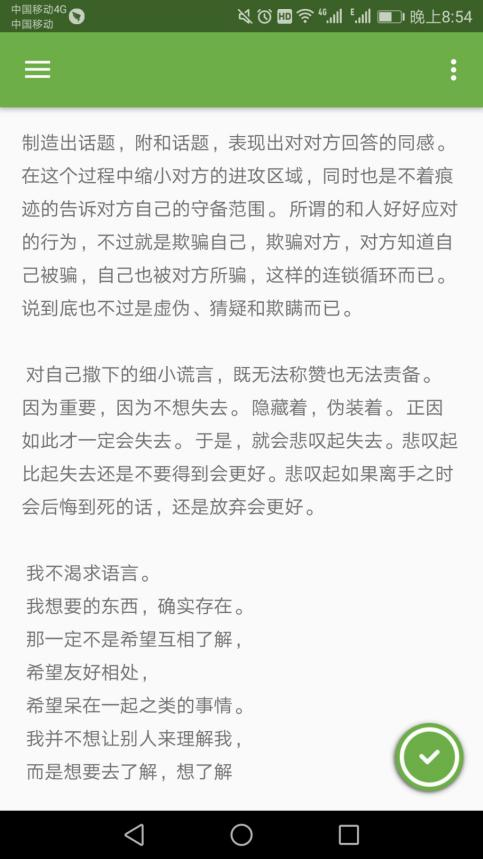 中国移动4G
中国移动
HD
4G
E
晚上8:54
制造出话题，附和话题，表现出对对方回答的同感。
在这个过程中缩小对方的进攻区域，同时也是不着痕
迹的告诉对方自己的守备范围。所谓的和人好好应对
的行为，不过就是欺骗自己，欺骗对方，对方知道自
己被骗，自己也被对方所骗，这样的连锁循环而已。
说到底也不过是虚伪、猜疑和欺瞒而已。
对自己撒下的细小谎言，既无法称赞也无法责备。
因为重要，因为不想失去。隐藏着，伪装着。正因
如此才一定会失去。于是，就会悲叹起失去。悲叹起
比起失去还是不要得到会更好。悲叹起如果离手之时
会后悔到死的话，还是放弃会更好。
我不渴求语言。
我想要的东西，确实存在。
那一定不是希望互相了解，
希望友好相处，
希望呆在一起之类的事情。
我并不想让别人来理解我，
而是想要去了解，想了解